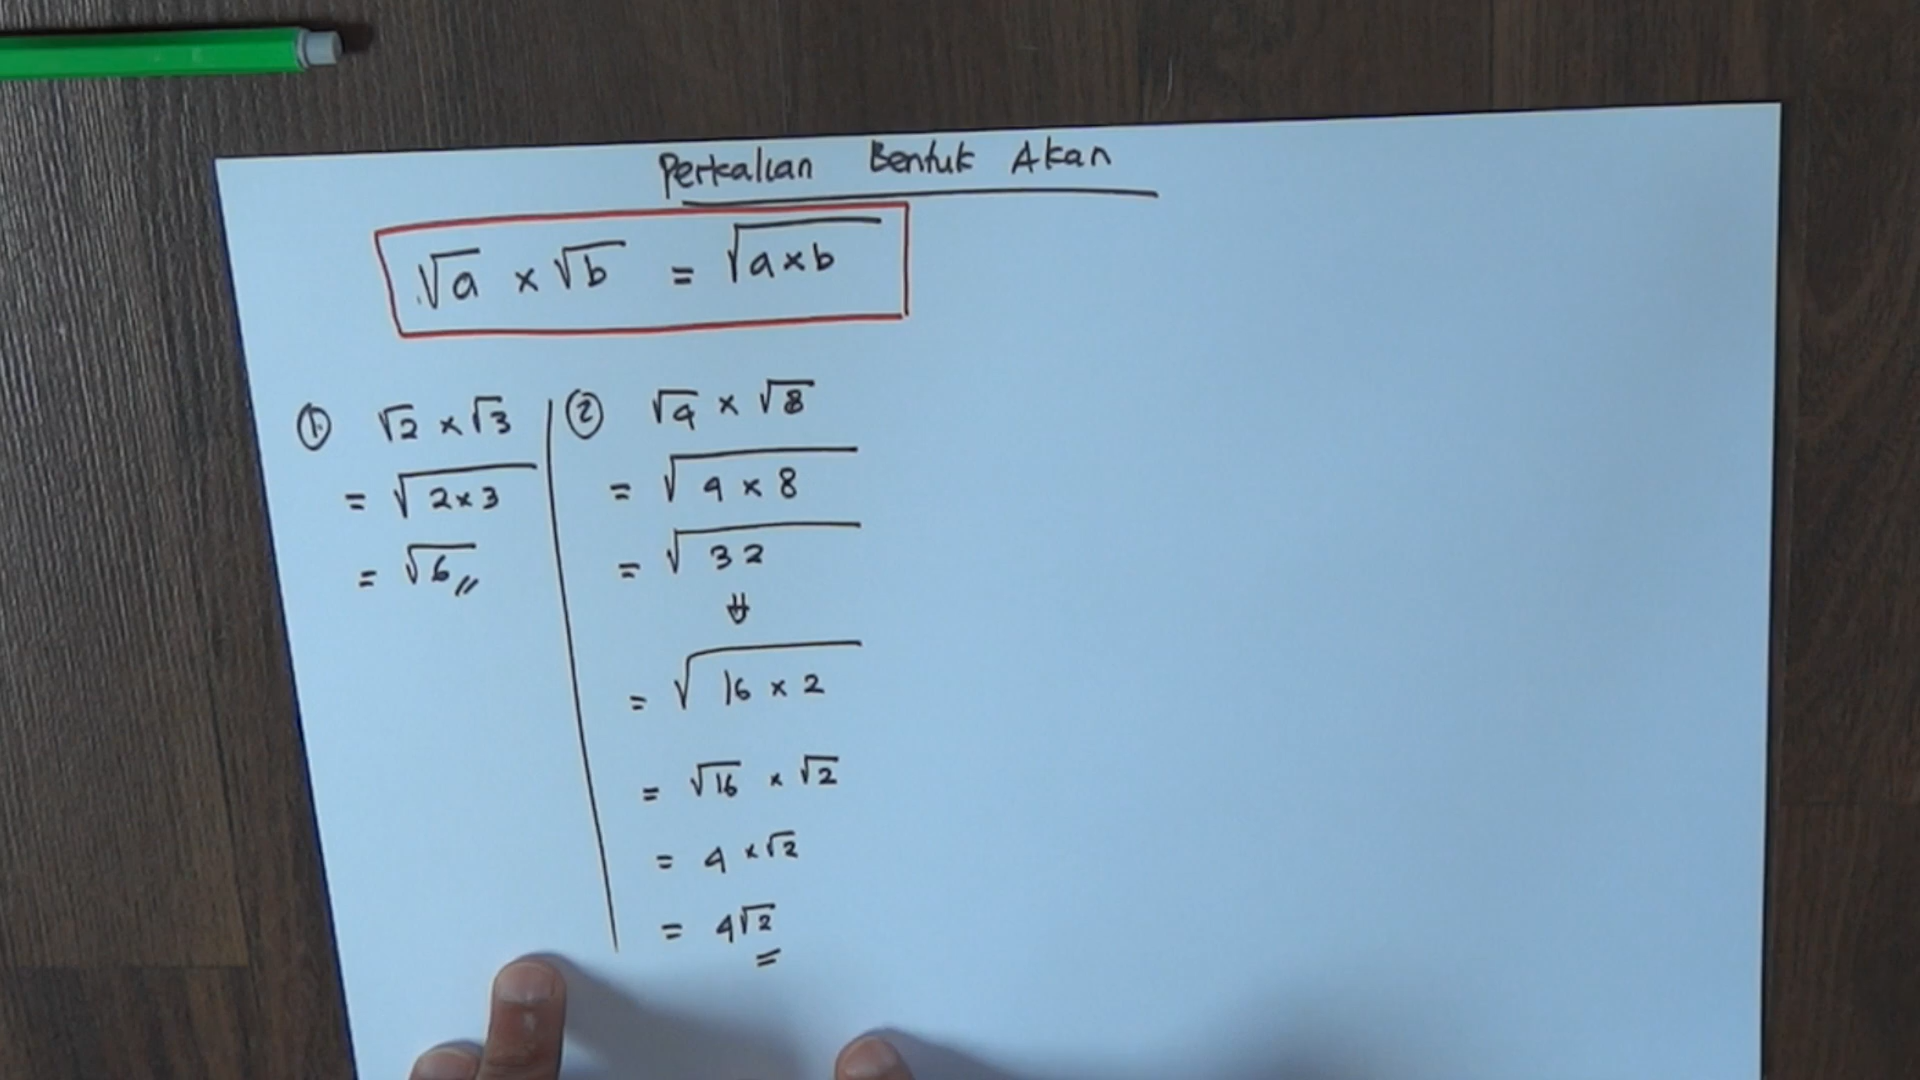 Perkalian Bentuk Akan
√a × √b = √a×b
① √2 × √3
= √2×3
= √6
② √4 × √8
= √4 × 8
= √32
⇓
= √16 × 2
= √16 × √2
= 4 × √2
= 4√2